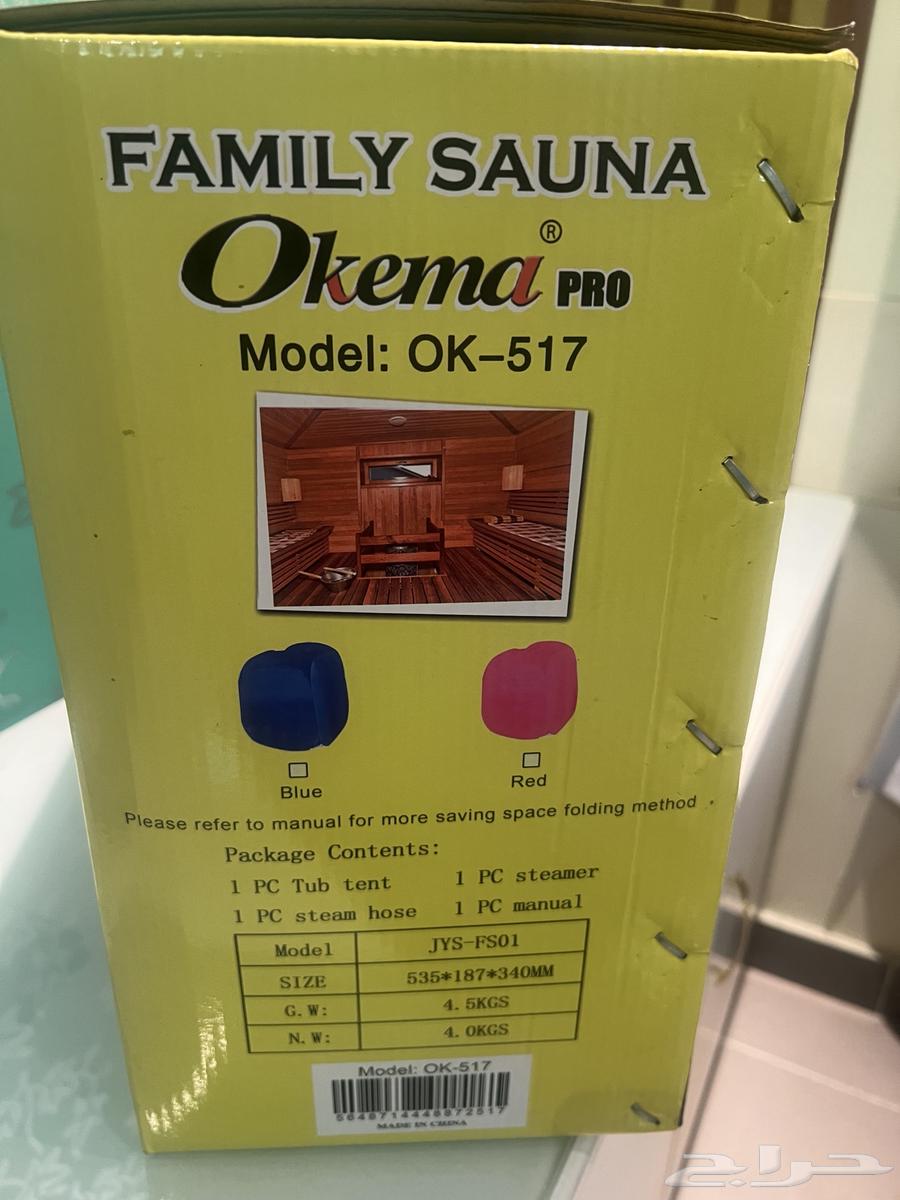 FAMILY SAUNA
Okema® PRO
Model: OK-517
Blue
Red
Please refer to manual for more saving space folding method .
Package Contents:
1 PC Tub tent 1 PC steamer
1 PC steam hose 1 PC manual
Model JYS-FS01
SIZE 535*187*340MM
G.W: 4.5KGS
N.W: 4.0KGS
Model: OK-517
MADE IN CHINA
حراج